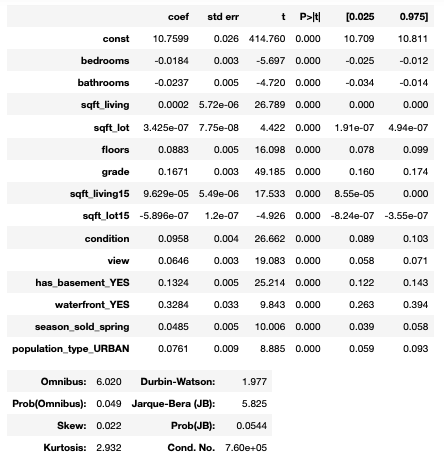 coef std err t P>|t| [0.025 0.975]
const 10.7599 0.026 414.760 0.000 10.709 10.811
bedrooms -0.0184 0.003 -5.697 0.000 -0.025 -0.012
bathrooms -0.0237 0.005 -4.720 0.000 -0.034 -0.014
sqft_living 0.0002 5.72e-06 26.789 0.000 0.000 0.000
sqft_lot 3.425e-07 7.75e-08 4.422 0.000 1.91e-07 4.94e-07
floors 0.0883 0.005 16.098 0.000 0.078 0.099
grade 0.1671 0.003 49.185 0.000 0.160 0.174
sqft_living15 9.629e-05 5.49e-06 17.533 0.000 8.55e-05 0.000
sqft_lot15 -5.896e-07 1.2e-07 -4.926 0.000 -8.24e-07 -3.55e-07
condition 0.0958 0.004 26.662 0.000 0.089 0.103
view 0.0646 0.003 19.083 0.000 0.058 0.071
has_basement_YES 0.1324 0.005 25.214 0.000 0.122 0.143
waterfront_YES 0.3284 0.033 9.843 0.000 0.263 0.394
season_sold_spring 0.0485 0.005 10.006 0.000 0.039 0.058
population_type_URBAN 0.0761 0.009 8.885 0.000 0.059 0.093
Omnibus: 6.020 Durbin-Watson: 1.977
Prob(Omnibus): 0.049 Jarque-Bera (JB): 5.825
Skew: 0.022 Prob(JB): 0.0544
Kurtosis: 2.932 Cond. No. 7.60e+05